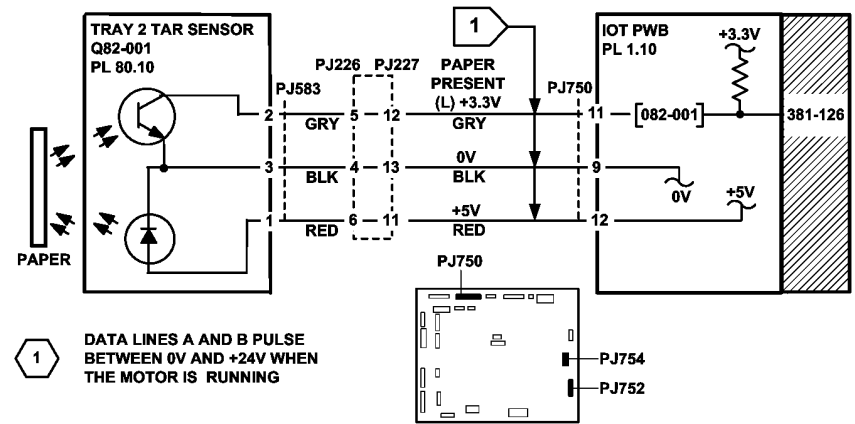 TRAY 2 TAR SENSOR
Q82-001
PL 80.10
1
IOT PWB
PL 1.10
+3.3V
PJ583
PJ226
PJ227
PAPER
PRESENT
(L) +3.3V
PJ750
2
GRY
5
12
GRY
11
[082-001]
381-126
3
BLK
4
13
0V
BLK
9
0V
+5V
1
RED
6
11
+5V
RED
12
PAPER
PJ750
PJ754
PJ752
1
DATA LINES A AND B PULSE
BETWEEN 0V AND +24V WHEN
THE MOTOR IS RUNNING